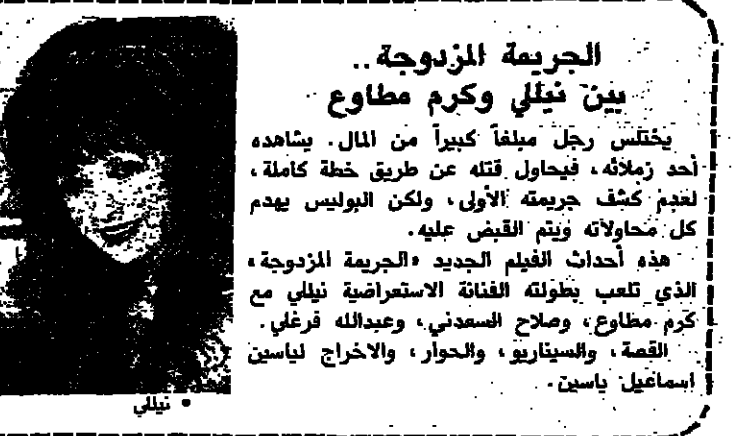 الجريمة المزدوجة..
بين نيللي وكرم مطاوع
يختلس رجل مبلغاً كبيراً من المال. يشاهده
أحد زملائه، فيحاول قتله عن طريق خطة كاملة،
لعدم كشف جريمته الأولى، ولكن البوليس يهدم
كل محاولاته ويتم القبض عليه.
هذه أحداث الفيلم الجديد «الجريمة المزدوجة»
الذي تلعب بطولته الفنانة الاستعراضية نيللي مع
كرم مطاوع، وصلاح السعدني، وعبدالله فرغلي.
القصة، والسيناريو، والحوار، والاخراج لياسين
اسماعيل ياسين.
• نيللي